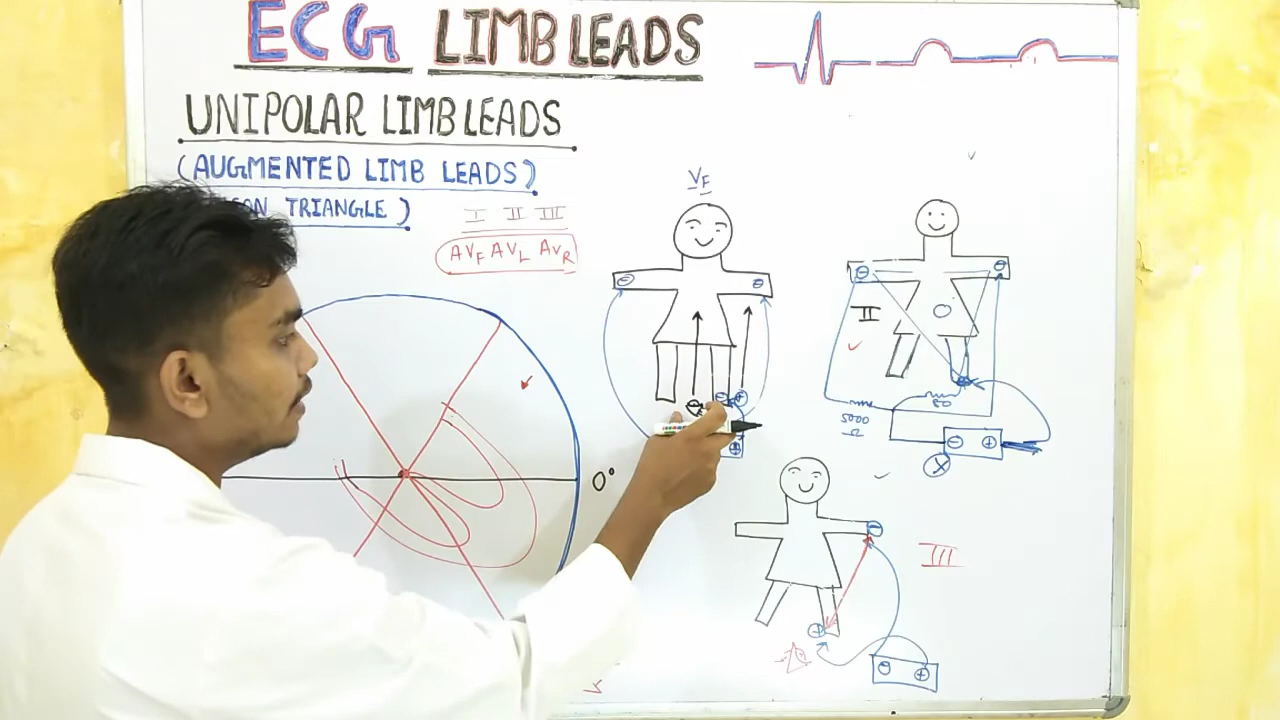 ECG LIMB LEADS
UNIPOLAR LIMB LEADS
(AUGMENTED LIMB LEADS)
TRIANGLE)
I II III
AVF AVL AVR
VF
II
5000
0°
III